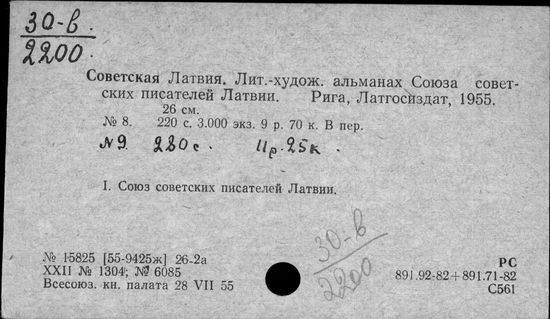 30-в
2200
Советская Латвия. Лит.-худож. альманах Союза совет-
ских писателей Латвии. Рига, Латгосиздат, 1955.
26 см.
№ 8. 220 с. 3.000 экз. 9 р. 70 к. В пер.
№ 9. 220 с. 11 р. 25 к.
I. Союз советских писателей Латвии.
№ 15825 [55-9425ж] 26-2а
XXII № 1304; № 6085
Всесоюз. кн. палата 28 VII 55
30-в
2200
РС
891.92-82+891.71-82
С561